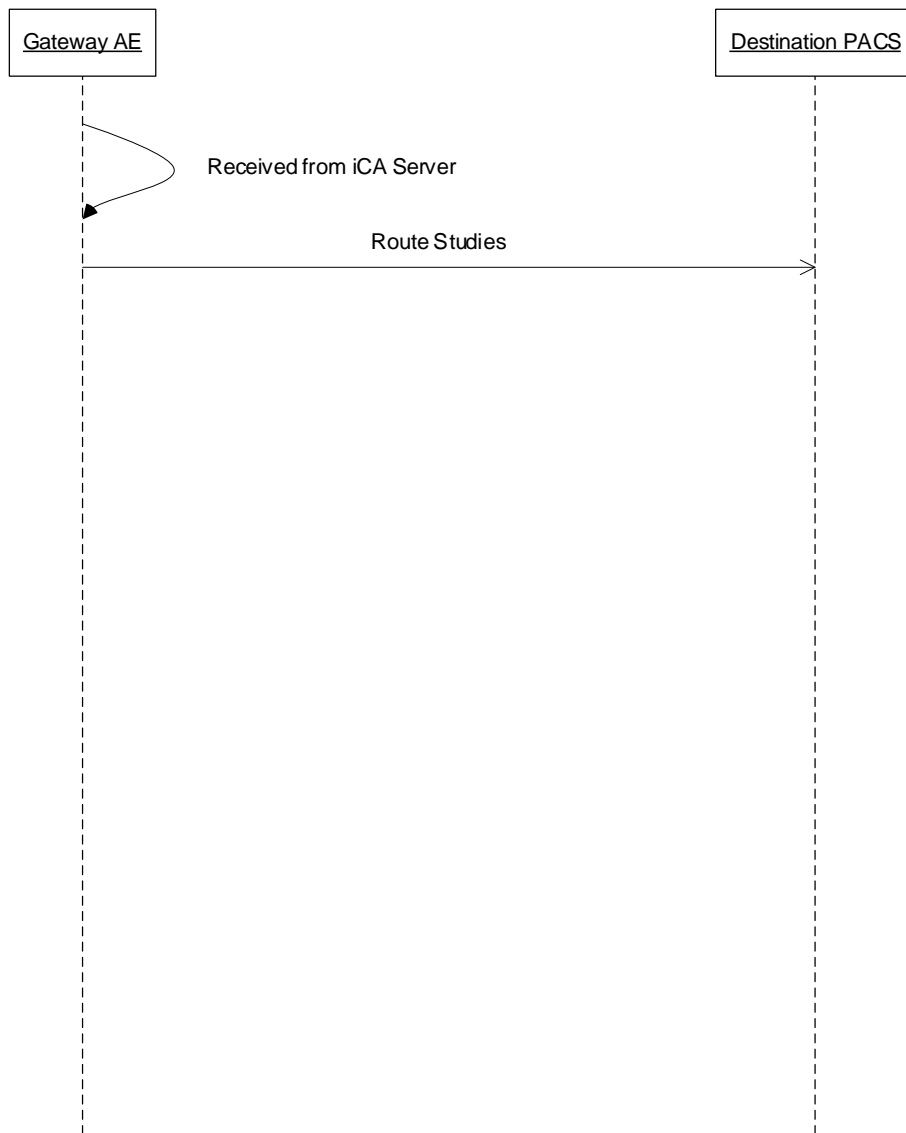 Gateway AE
Destination PACS
Received from iCA Server
Route Studies